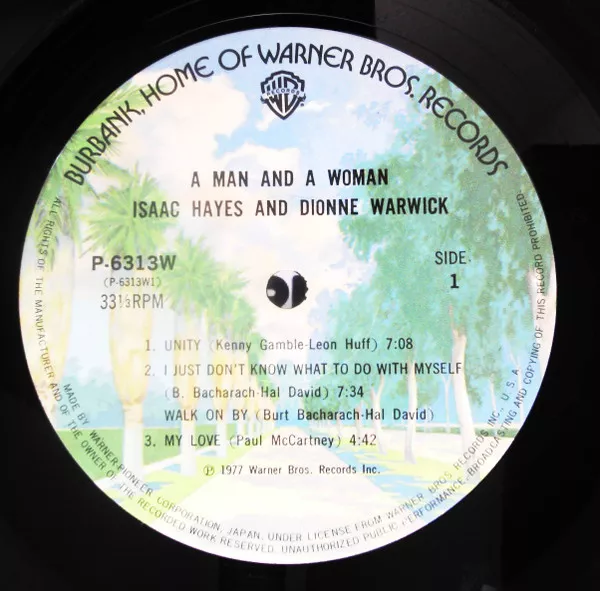 BURBANK, HOME OF WARNER BROS. RECORDS
RECORDS
A MAN AND A WOMAN
ISAAC HAYES AND DIONNE WARWICK
P-6313W
(P-6313W1)
33⅓RPM
SIDE
1
1. UNITY (Kenny Gamble-Leon Huff) 7:08
2. I JUST DON'T KNOW WHAT TO DO WITH MYSELF
(B. Bacharach-Hal David) 7:34
WALK ON BY (Burt Bacharach-Hal David)
3. MY LOVE (Paul McCartney) 4:42
℗ 1977 Warner Bros. Records Inc.
MADE BY WARNER-PIONEER CORPORATION, JAPAN, UNDER LICENSE FROM WARNER BROS RECORDS INC., U.S.A.
ALL RIGHTS OF THE MANUFACTURER AND OF THE OWNER OF THE RECORDED WORK RESERVED. UNAUTHORIZED PUBLIC PERFORMANCE, BROADCASTING AND COPYING OF THIS RECORD PROHIBITED.